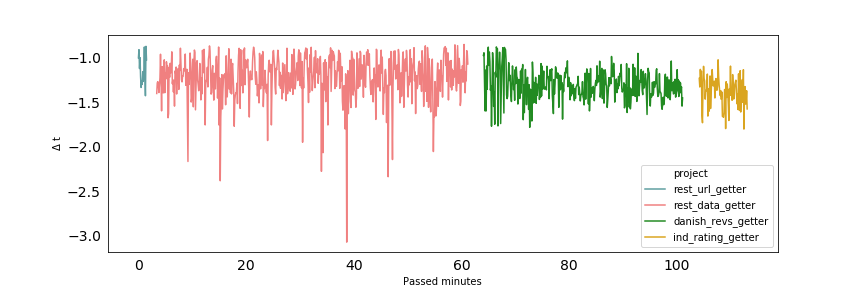 −1.0
−1.5
−2.0
−2.5
−3.0
Δ t
0
20
40
60
80
100
Passed minutes
project
rest_url_getter
rest_data_getter
danish_revs_getter
ind_rating_getter